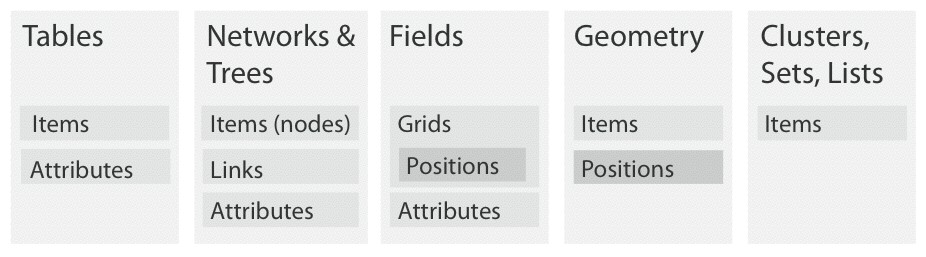 Tables
Items
Attributes
Networks &
Trees
Items (nodes)
Links
Attributes
Fields
Grids
Positions
Attributes
Geometry
Items
Positions
Clusters,
Sets, Lists
Items